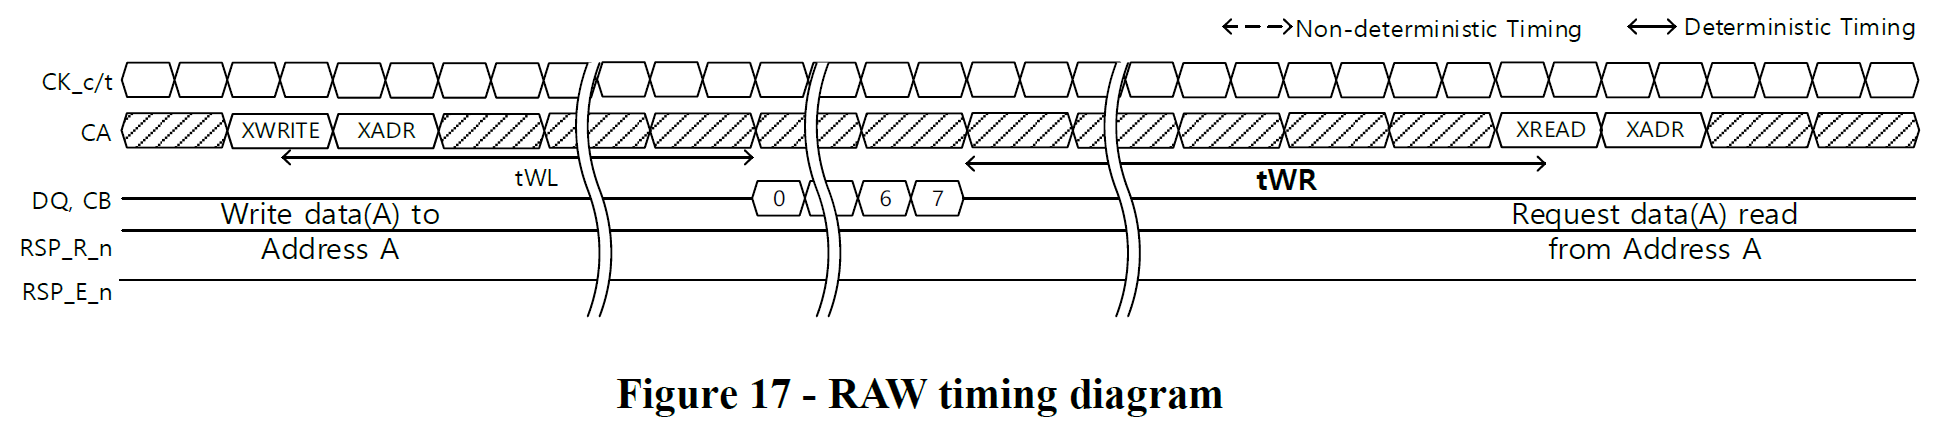 Non-deterministic Timing
Deterministic Timing
CK_c/t
CA
XWRITE
XADR
XREAD
XADR
tWL
tWR
DQ, CB
0
6
7
Write data(A) to
Address A
Request data(A) read
from Address A
RSP_R_n
RSP_E_n
Figure 17 - RAW timing diagram